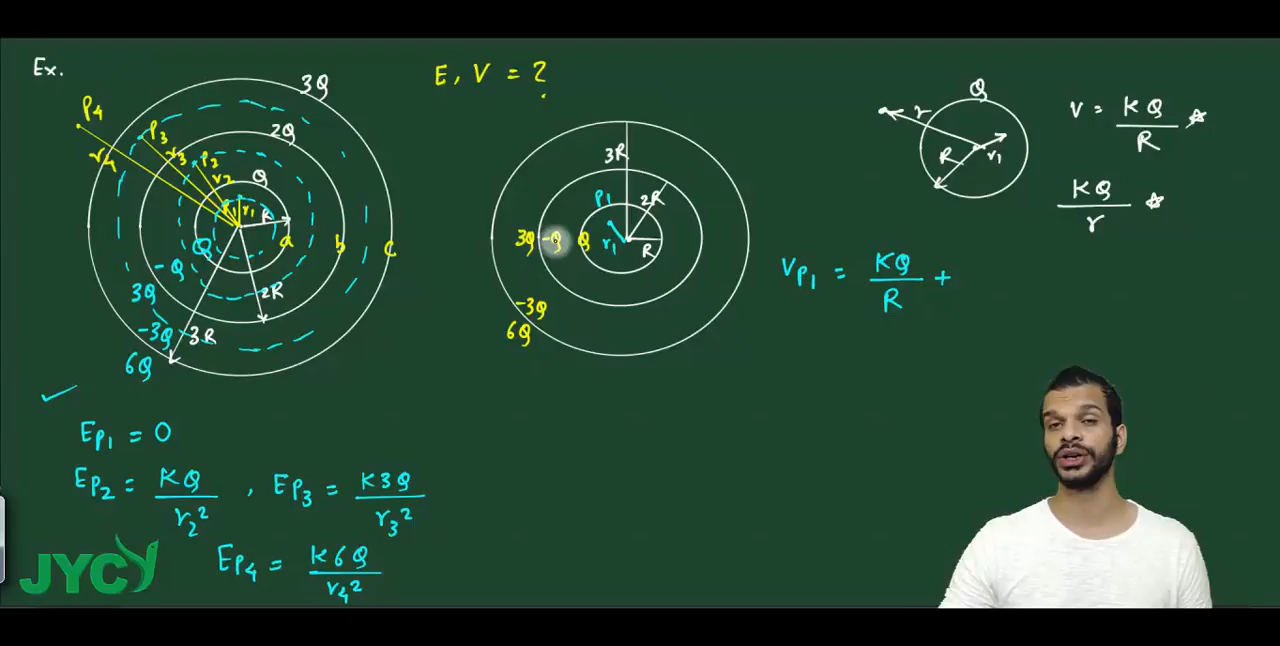 Ex.
E, V = ?
3Q
2Q
Q
P4
P3
P2
P1
r4
r3
r2
r1
R
a
b
c
2R
3R
Q
-Q
3Q
-3Q
6Q
3R
2R
R
P1
r1
3Q -Q Q
-3Q
6Q
Q
r
R
r1
V = KQ / R
KQ / r
VP1 = KQ / R +
EP1 = 0
EP2 = KQ / r2² , EP3 = K3Q / r3²
EP4 = K6Q / r4²
JYC